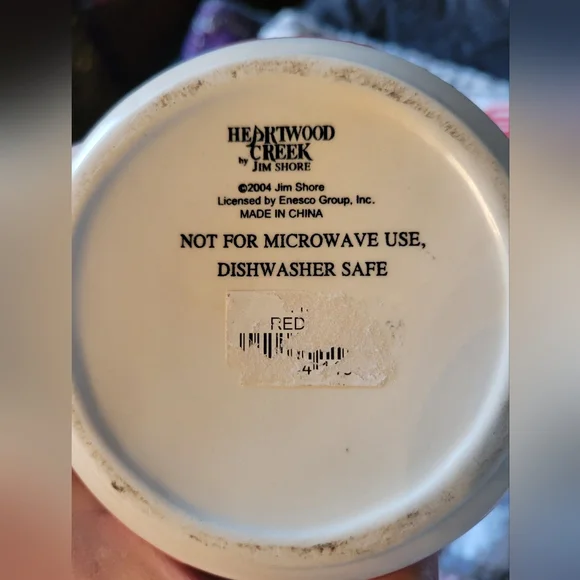 HEARTWOOD
CREEK
by JIM SHORE
©2004 Jim Shore
Licensed by Enesco Group, Inc.
MADE IN CHINA
NOT FOR MICROWAVE USE,
DISHWASHER SAFE
RED